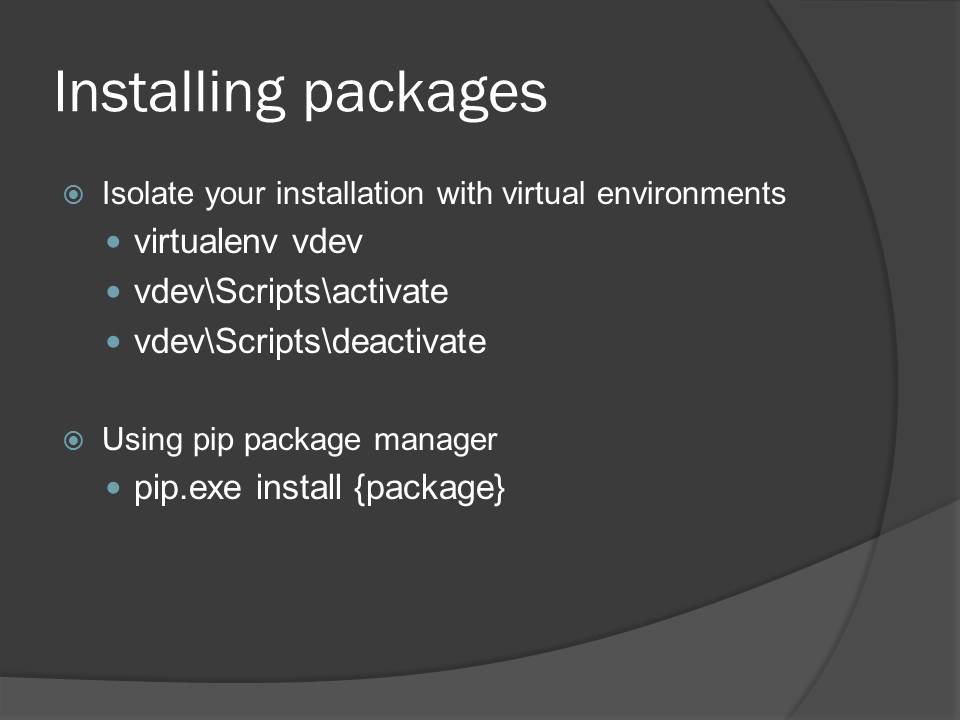 Installing packages
Isolate your installation with virtual environments
virtualenv vdev
vdev\Scripts\activate
vdev\Scripts\deactivate
Using pip package manager
pip.exe install {package}